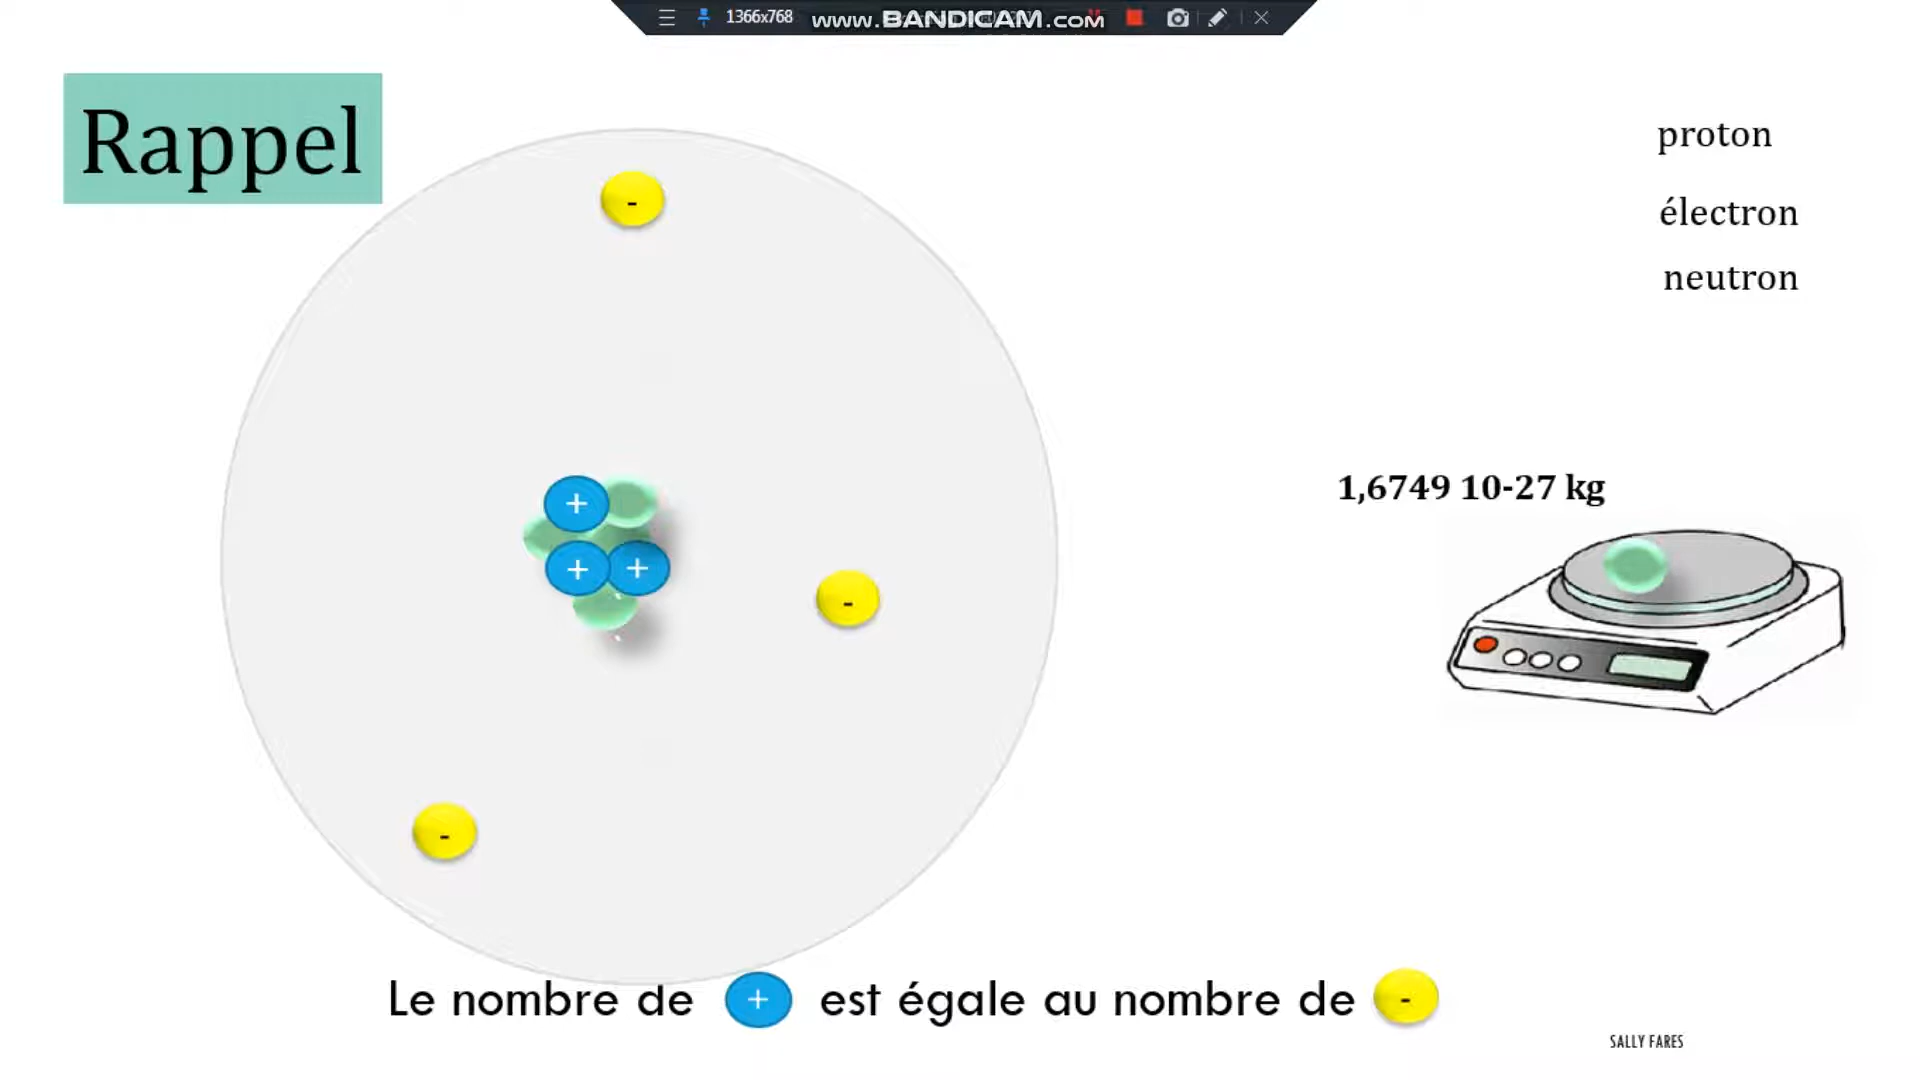 1366x768 www.BANDICAM.com
Rappel
proton
électron
neutron
-
1,6749 10-27 kg
+
+ +
-
-
Le nombre de + est égale au nombre de -
SALLY FARES